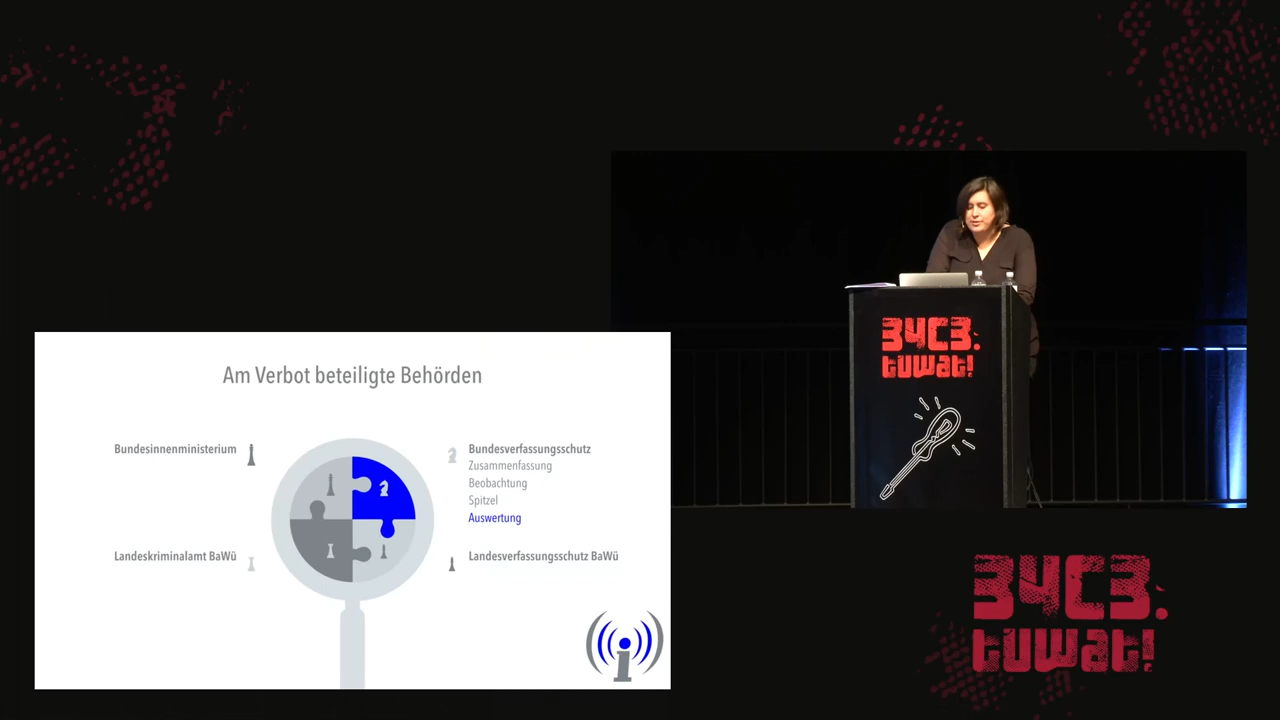 Am Verbot beteiligte Behörden
Bundesinnenministerium
Bundesverfassungsschutz
Zusammenfassung
Beobachtung
Spitzel
Auswertung
Landeskriminalamt BaWü
Landesverfassungsschutz BaWü
i
34C3.
tuwat!
34C3.
tuwat!